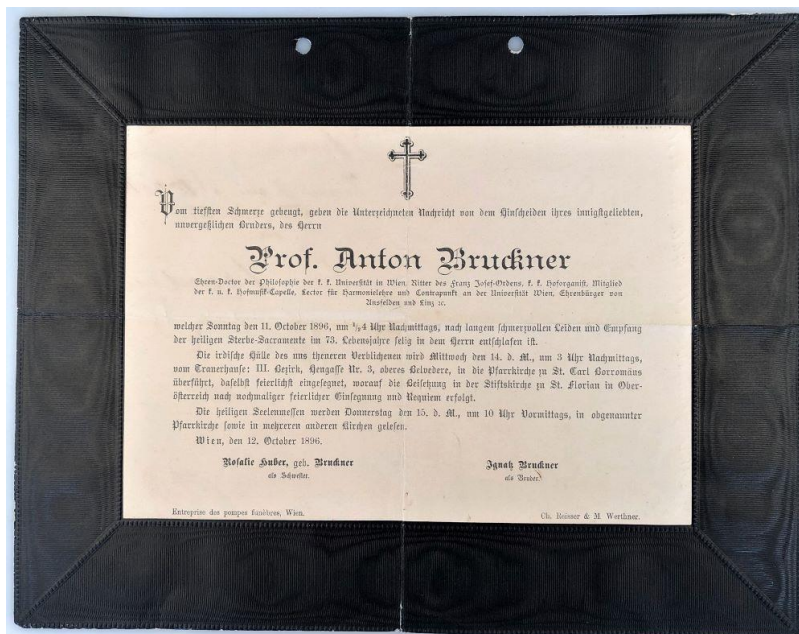 Vom tiefsten Schmerze gebeugt, geben die Unterzeichneten Nachricht von dem Hinscheiden ihres innigstgeliebten,
unvergeßlichen Bruders, des Herrn
Prof. Anton Bruckner
Ehren-Doctor der Philosophie der k. k. Universität in Wien, Ritter des Franz Josef-Ordens, k. k. Hoforganist, Mitglied
der k. u. k. Hofmusik-Capelle, Lector für Harmonielehre und Contrapunkt an der Universität Wien, Ehrenbürger von
Ansfelden und Linz ꝛc.
welcher Sonntag den 11. October 1896, um ½4 Uhr Nachmittags, nach langem schmerzvollen Leiden und Empfang
der heiligen Sterbe-Sacramente im 73. Lebensjahre selig in dem Herrn entschlafen ist.
Die irdische Hülle des uns theueren Verblichenen wird Mittwoch den 14. d. M., um 3 Uhr Nachmittags,
vom Trauerhause: III. Bezirk, Heugasse Nr. 3, oberes Belvedere, in die Pfarrkirche zu St. Carl Borromäus
überführt, daselbst feierlichst eingesegnet, worauf die Beisetzung in der Stiftskirche zu St. Florian in Ober-
österreich nach nochmaliger feierlicher Einsegnung und Requiem erfolgt.
Die heiligen Seelenmessen werden Donnerstag den 15. d. M., um 10 Uhr Vormittags, in obgenannter
Pfarrkirche sowie in mehreren anderen Kirchen gelesen.
Wien, den 12. October 1896.
Rosalie Huber, geb. Bruckner
als Schwester.
Ignatz Bruckner
als Bruder.
Entreprise des pompes funèbres, Wien.
Ch. Reisser & M. Werthner.